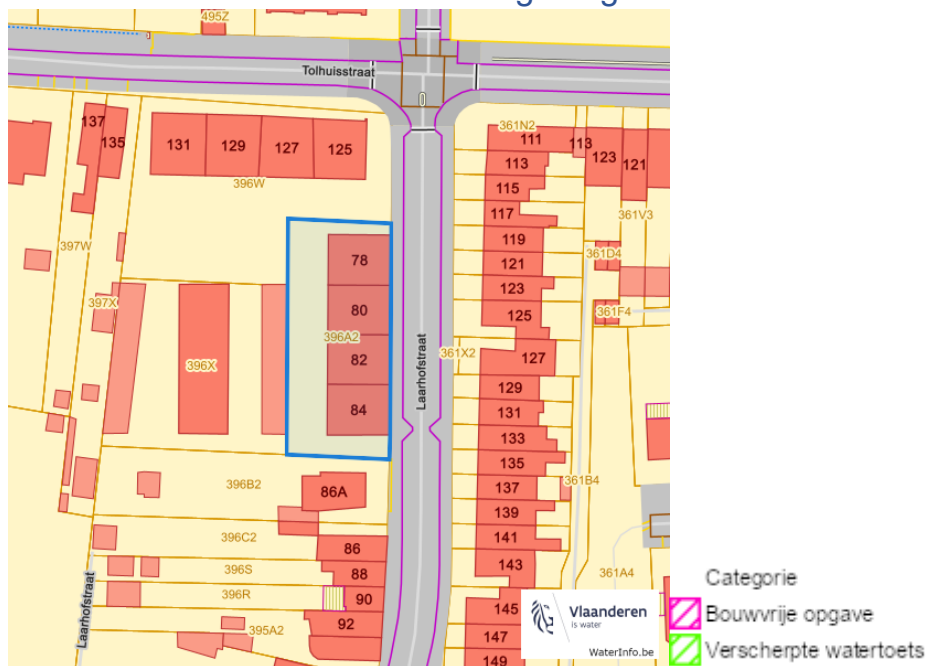 495Z
Tolhuisstraat
137
135
131
129
127
125
396W
361N2
111
113
123
121
113
115
117
119
121
123
125
127
129
131
133
135
137
139
141
143
145
147
149
361V3
361D4
361F4
361X2
361B4
361A4
397W
397X
396X
78
80
396A2
82
84
Laarhofstraat
396B2
86A
396C2
86
396S
88
396R
90
395A2
92
Laarhofstraat
Vlaanderen
is water
WaterInfo.be
Categorie
Bouwvrije opgave
Verscherpte watertoets